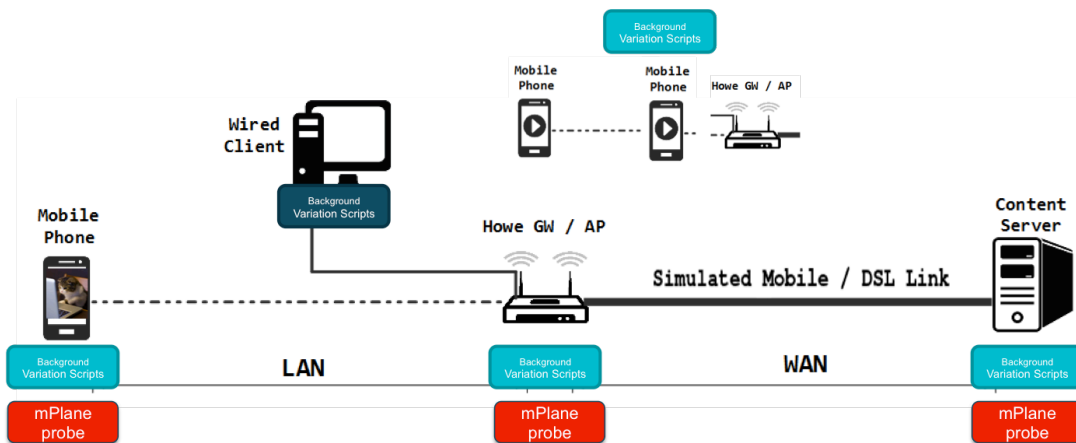 Background
Variation Scripts
Mobile
Phone
Mobile
Phone
Howe GW / AP
Wired
Client
Background
Variation Scripts
Mobile
Phone
Howe GW / AP
Content
Server
Simulated Mobile / DSL Link
Background
Variation Scripts
LAN
Background
Variation Scripts
WAN
Background
Variation Scripts
mPlane
probe
mPlane
probe
mPlane
probe